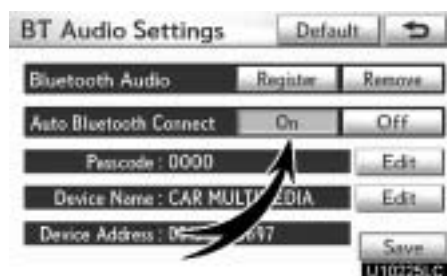 BT Audio Settings Default
Bluetooth Audio Register Remove
Auto Bluetooth Connect On Off
Passcode : 0000 Edit
Device Name : CAR MULTIMEDIA Edit
Device Address :
Save